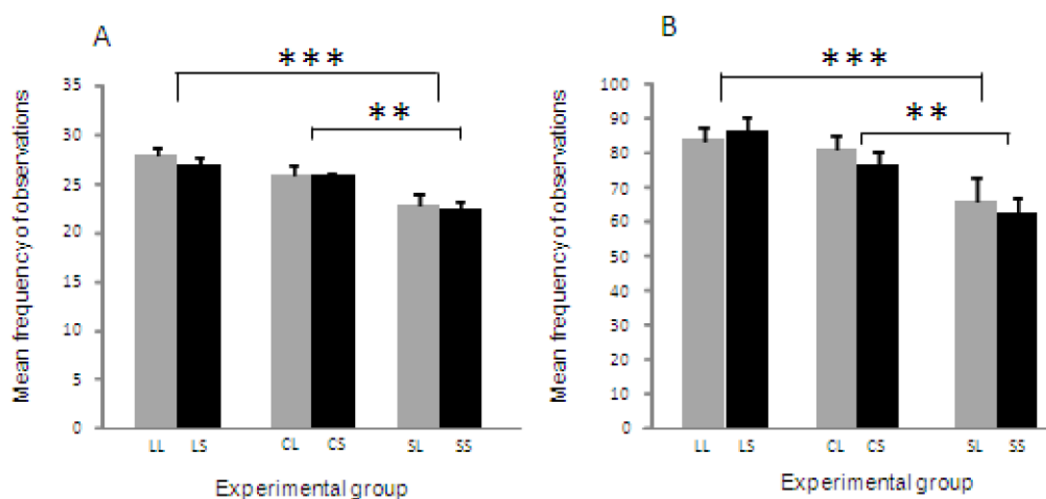 A
***
**
35
30
25
20
15
10
5
0
Mean frequency of observations
LL LS CL CS SL SS
Experimental group
B
***
**
100
90
80
70
60
50
40
30
20
10
0
Mean frequency of observations
LL LS CL CS SL SS
Experimental group